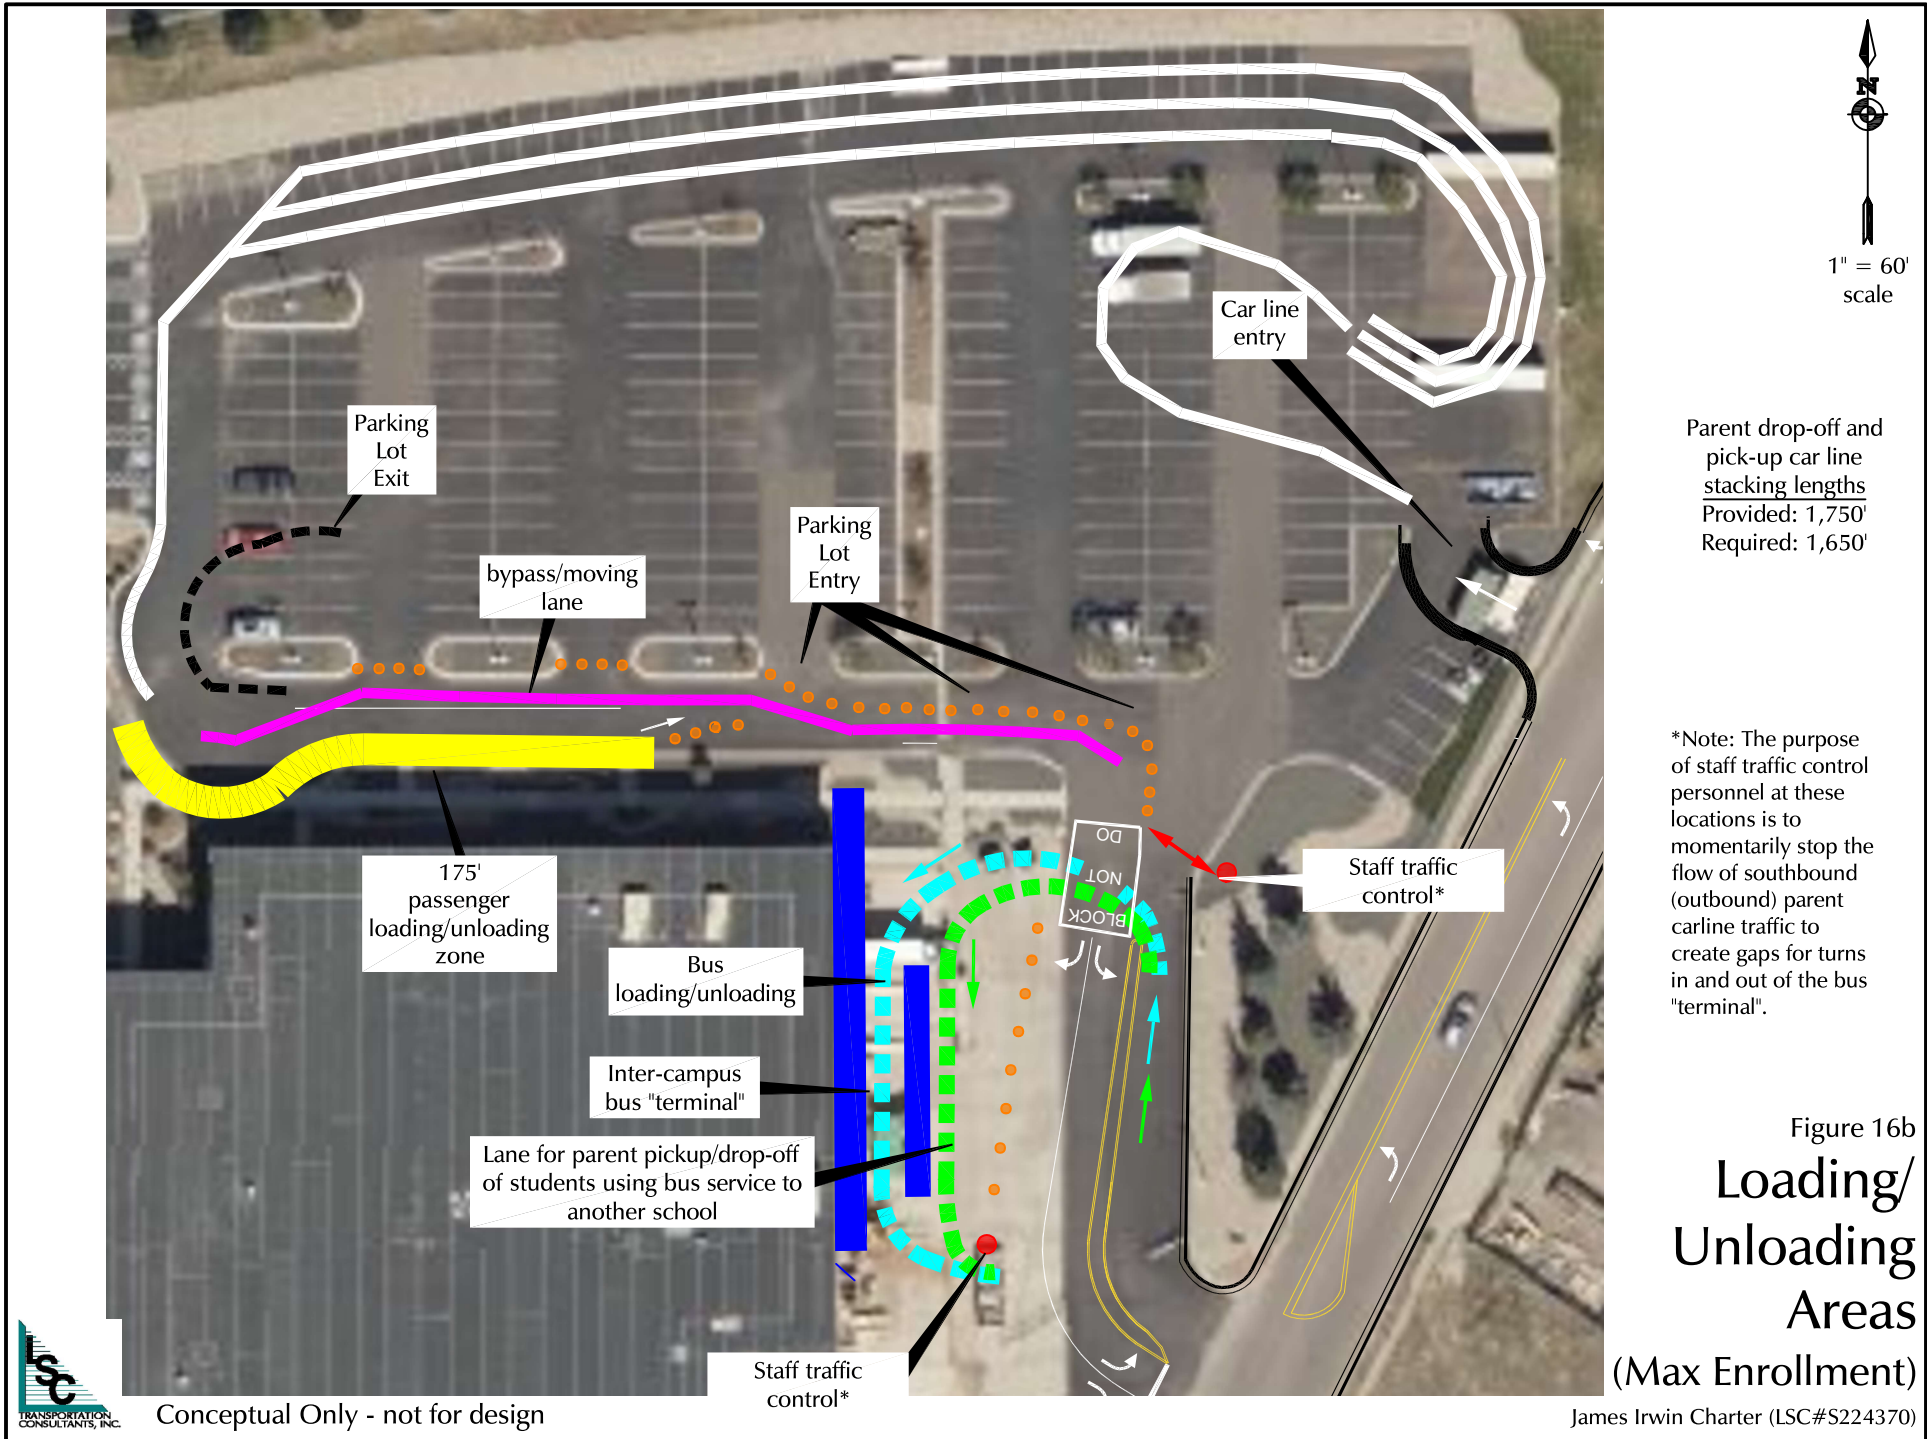 N
1" = 60'
scale
Car line
entry
Parking
Lot
Exit
Parent drop-off and
pick-up car line
stacking lengths
Provided: 1,750'
Required: 1,650'
Parking
Lot
Entry
bypass/moving
lane
*Note: The purpose
of staff traffic control
personnel at these
locations is to
momentarily stop the
flow of southbound
(outbound) parent
carline traffic to
create gaps for turns
in and out of the bus
"terminal".
DO
NOT
BLOCK
Staff traffic
control*
175'
passenger
loading/unloading
zone
Bus
loading/unloading
Inter-campus
bus "terminal"
Lane for parent pickup/drop-off
of students using bus service to
another school
Staff traffic
control*
Figure 16b
Loading/
Unloading
Areas
(Max Enrollment)
James Irwin Charter (LSC#S224370)
LSC
TRANSPORTATION
CONSULTANTS, INC.
Conceptual Only - not for design